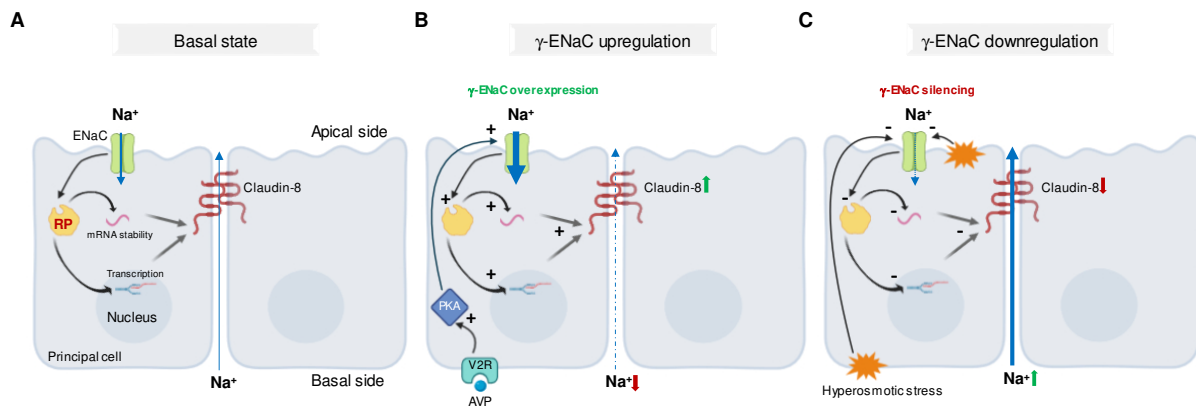 A
Basal state
Na⁺
ENaC
Apical side
Claudin-8
RP
mRNA stability
Transcription
Nucleus
Principal cell
Na⁺
Basal side
B
γ-ENaC upregulation
γ-ENaC overexpression
Na⁺
+
Claudin-8
+
+
+
+
PKA
+
V2R
AVP
Na⁺
C
γ-ENaC downregulation
γ-ENaC silencing
Na⁺
-
-
Claudin-8
-
-
-
-
Hyperosmotic stress
Na⁺